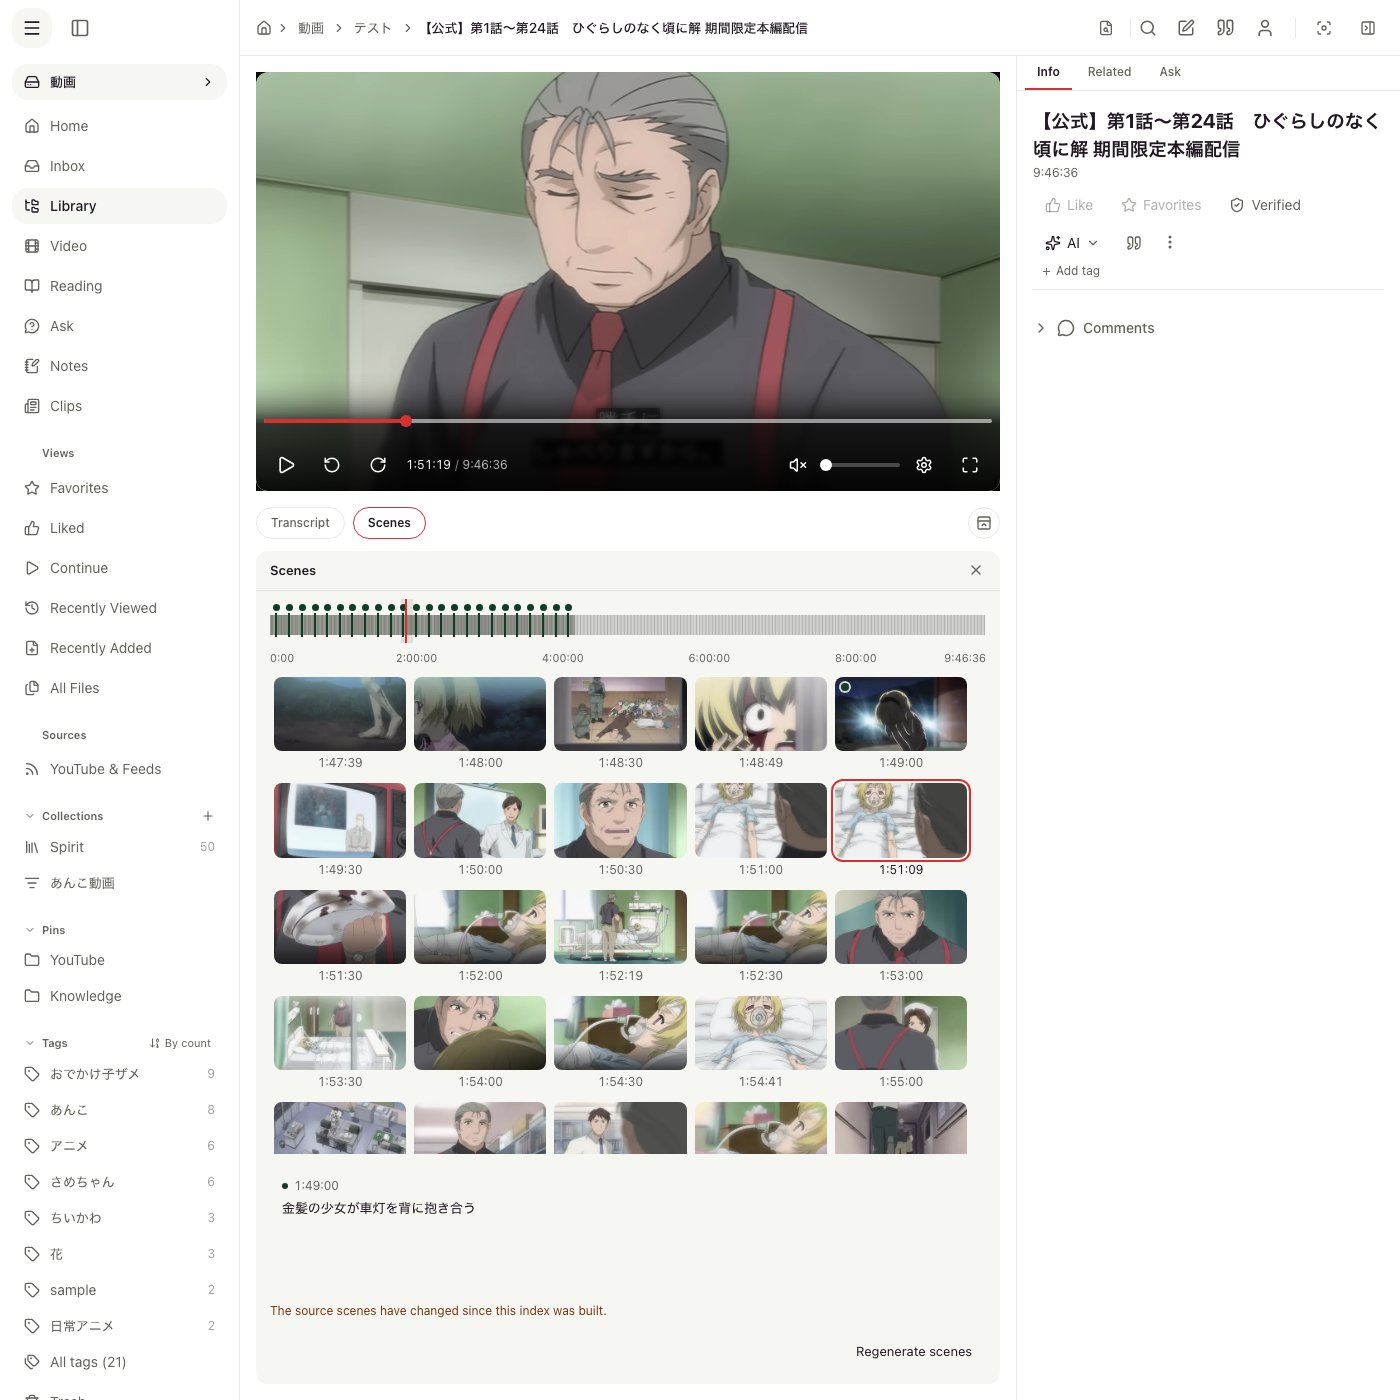 動画
Home
Inbox
Library
Video
Reading
Ask
Notes
Clips
Views
Favorites
Liked
Continue
Recently Viewed
Recently Added
All Files
Sources
YouTube & Feeds
Collections
Spirit 50
あんこ動画
Pins
YouTube
Knowledge
Tags By count
おでかけ子ザメ 9
あんこ 8
アニメ 6
さめちゃん 6
ちいかわ 3
花 3
sample 2
日常アニメ 2
All tags (21)
動画 テスト 【公式】第1話〜第24話　ひぐらしのなく頃に解 期間限定本編配信
1:51:19 / 9:46:36
Transcript Scenes
Scenes
0:00 2:00:00 4:00:00 6:00:00 8:00:00 9:46:36
1:47:39 1:48:00 1:48:30 1:48:49 1:49:00
1:49:30 1:50:00 1:50:30 1:51:00 1:51:09
1:51:30 1:52:00 1:52:19 1:52:30 1:53:00
1:53:30 1:54:00 1:54:30 1:54:41 1:55:00
1:49:00
金髪の少女が車灯を背に抱き合う
The source scenes have changed since this index was built.
Regenerate scenes
Info Related Ask
【公式】第1話〜第24話　ひぐらしのなく
頃に解 期間限定本編配信
9:46:36
Like Favorites Verified
AI
+ Add tag
Comments